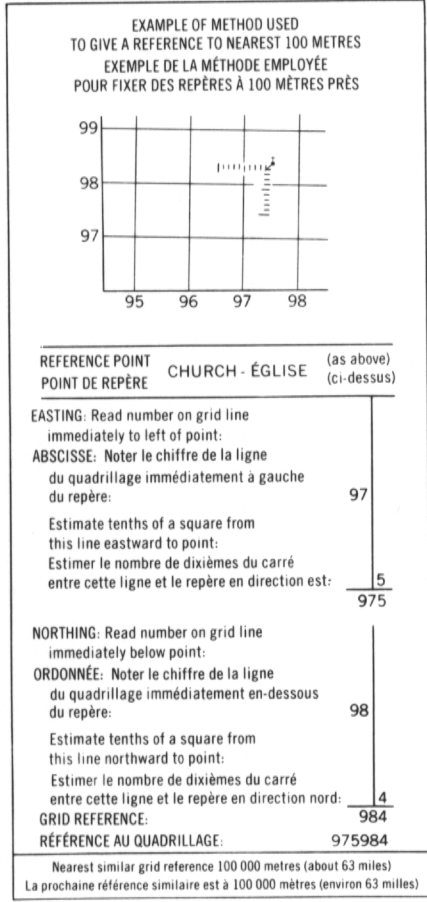 EXAMPLE OF METHOD USED
TO GIVE A REFERENCE TO NEAREST 100 METRES
EXEMPLE DE LA MÉTHODE EMPLOYÉE
POUR FIXER DES REPÈRES À 100 MÈTRES PRÈS
99
98
97
95 96 97 98
REFERENCE POINT
POINT DE REPÈRE
CHURCH - ÉGLISE
(as above)
(ci-dessus)
EASTING: Read number on grid line
immediately to left of point:
ABSCISSE: Noter le chiffre de la ligne
du quadrillage immédiatement à gauche
du repère: 97
Estimate tenths of a square from
this line eastward to point:
Estimer le nombre de dixièmes du carré
entre cette ligne et le repère en direction est: 5
975
NORTHING: Read number on grid line
immediately below point:
ORDONNÉE: Noter le chiffre de la ligne
du quadrillage immédiatement en-dessous
du repère: 98
Estimate tenths of a square from
this line northward to point:
Estimer le nombre de dixièmes du carré
entre cette ligne et le repère en direction nord: 4
GRID REFERENCE: 984
RÉFÉRENCE AU QUADRILLAGE: 975984
Nearest similar grid reference 100 000 metres (about 63 miles)
La prochaine référence similaire est à 100 000 mètres (environ 63 milles)